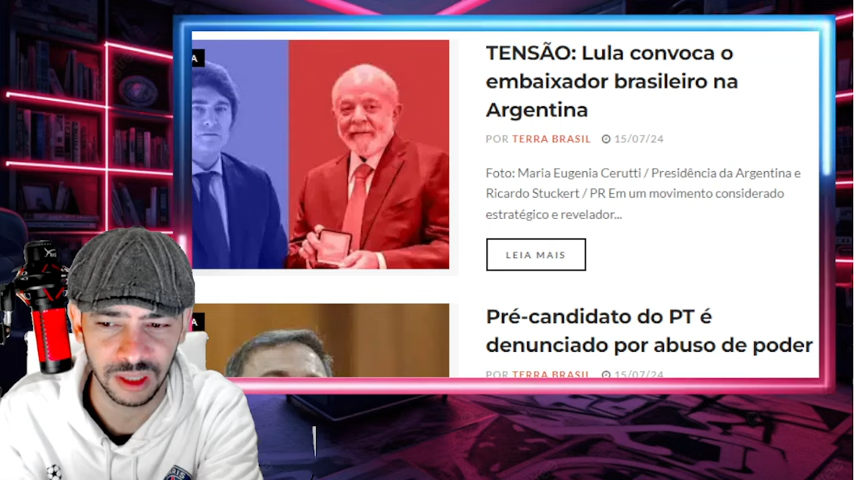 A
TENSÃO: Lula convoca o
embaixador brasileiro na
Argentina
POR TERRA BRASIL 15/07/24
Foto: Maria Eugenia Cerutti / Presidência da Argentina e
Ricardo Stuckert / PR Em um movimento considerado
estratégico e revelador...
LEIA MAIS
A
Pré-candidato do PT é
denunciado por abuso de poder
POR TERRA BRASIL 15/07/24